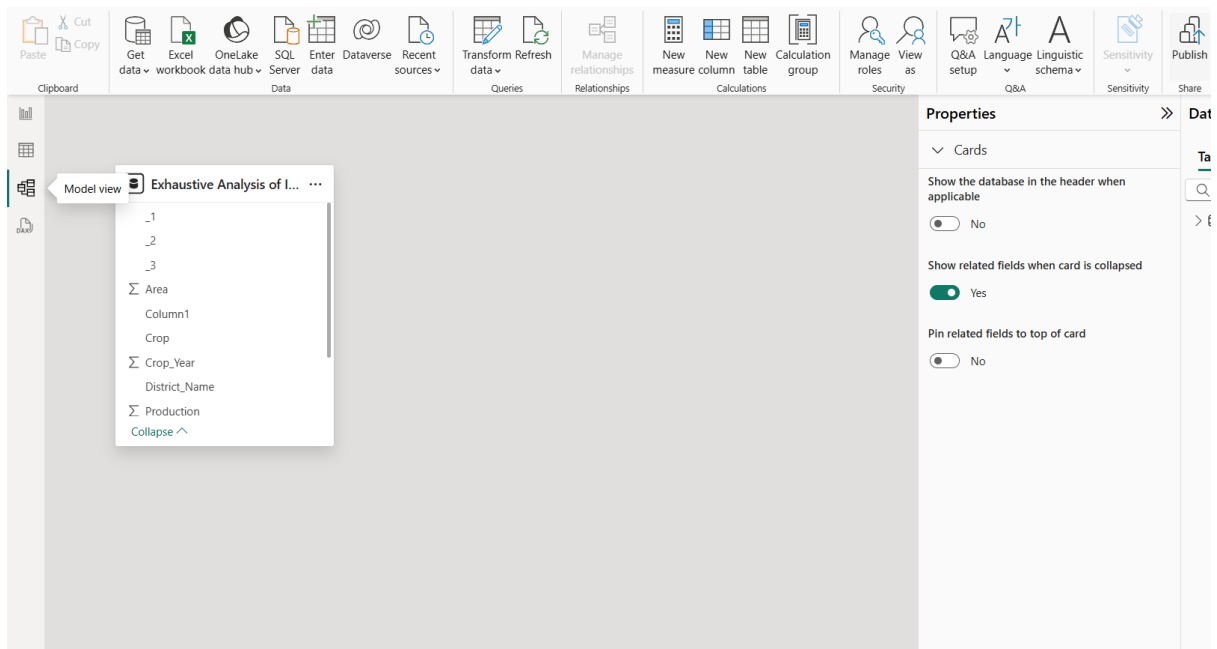 Paste
Cut
Copy
Clipboard
Get data
Excel workbook
OneLake data hub
SQL Server
Enter data
Dataverse
Recent sources
Data
Transform data
Refresh
Queries
Manage relationships
Relationships
New measure
New column
New table
Calculation group
Calculations
Manage roles
View as
Security
Q&A setup
Language
Linguistic schema
Q&A
Sensitivity
Sensitivity
Publish
Share
Model view
DAX
Exhaustive Analysis of I... ...
_1
_2
_3
Σ Area
Column1
Crop
Σ Crop_Year
District_Name
Σ Production
Collapse
Properties
Cards
Show the database in the header when
applicable
No
Show related fields when card is collapsed
Yes
Pin related fields to top of card
No
Dat
Ta